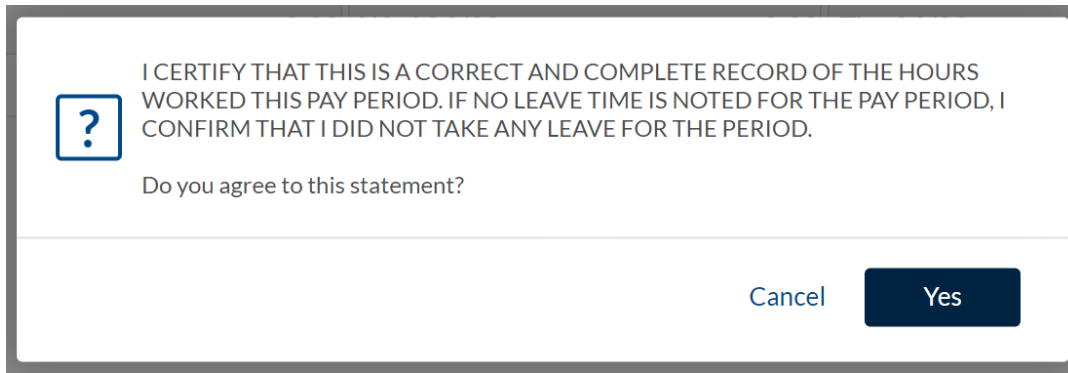 I CERTIFY THAT THIS IS A CORRECT AND COMPLETE RECORD OF THE HOURS
WORKED THIS PAY PERIOD. IF NO LEAVE TIME IS NOTED FOR THE PAY PERIOD, I
CONFIRM THAT I DID NOT TAKE ANY LEAVE FOR THE PERIOD.
?
Do you agree to this statement?
Cancel Yes